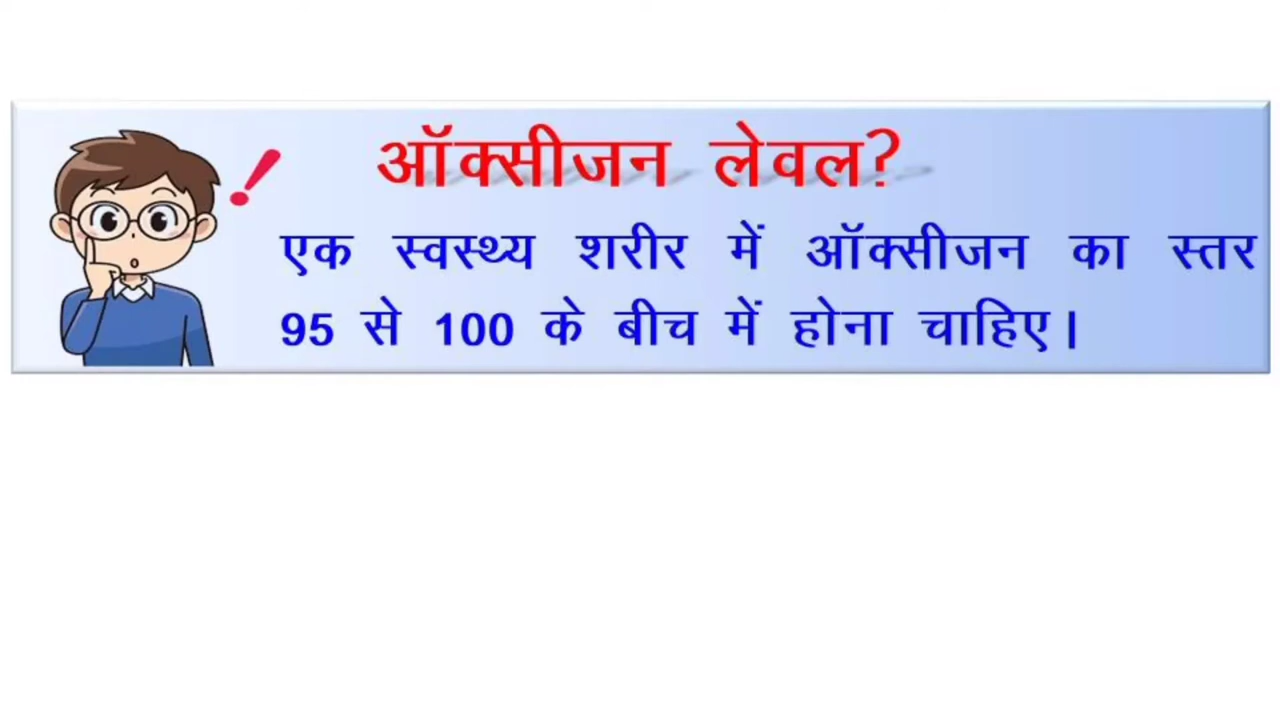 ऑक्सीजन लेवल?
एक स्वस्थ्य शरीर में ऑक्सीजन का स्तर
95 से 100 के बीच में होना चाहिए।